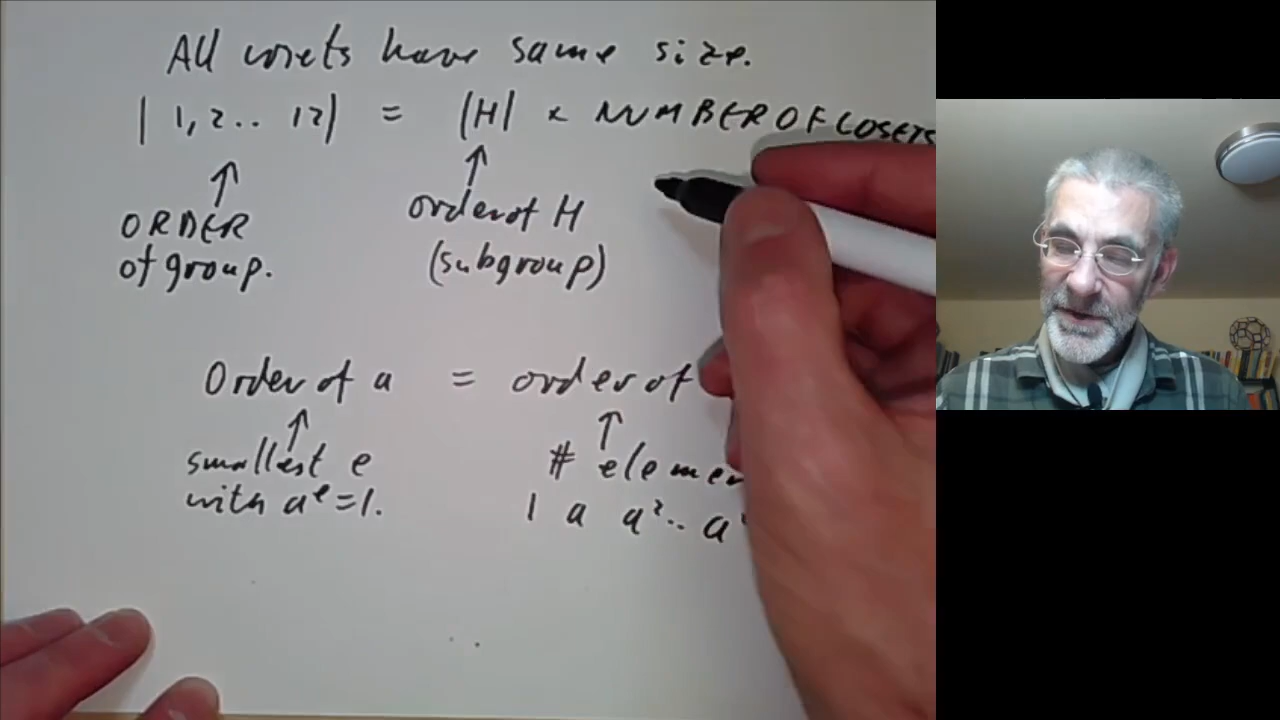 All cosets have same size.
| 1,2.. 12| = |H| × NUMBER OF COSETS
↑ ↑
ORDER order of H
of group. (subgroup)
Order of a = order of
↑ ↑
smallest e # elemen
with aᵉ=1. 1 a a².. a